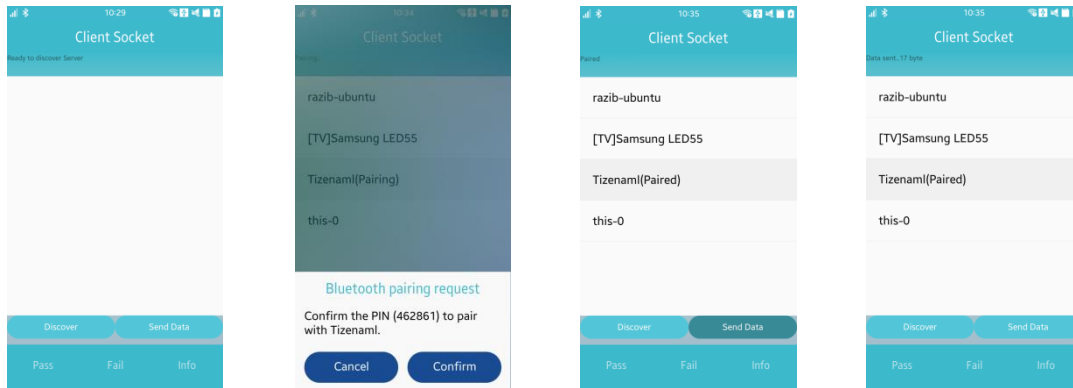 10:29
Client Socket
Ready to discover Server
Discover
Send Data
Pass
Fail
Info
10:34
Client Socket
Pairing
razib-ubuntu
[TV]Samsung LED55
Tizenaml(Pairing)
this-0
Bluetooth pairing request
Confirm the PIN (462861) to pair
with Tizenaml.
Cancel
Confirm
10:35
Client Socket
Paired
razib-ubuntu
[TV]Samsung LED55
Tizenaml(Paired)
this-0
Discover
Send Data
Pass
Fail
Info
10:35
Client Socket
Data sent..17 byte
razib-ubuntu
[TV]Samsung LED55
Tizenaml(Paired)
this-0
Discover
Send Data
Pass
Fail
Info